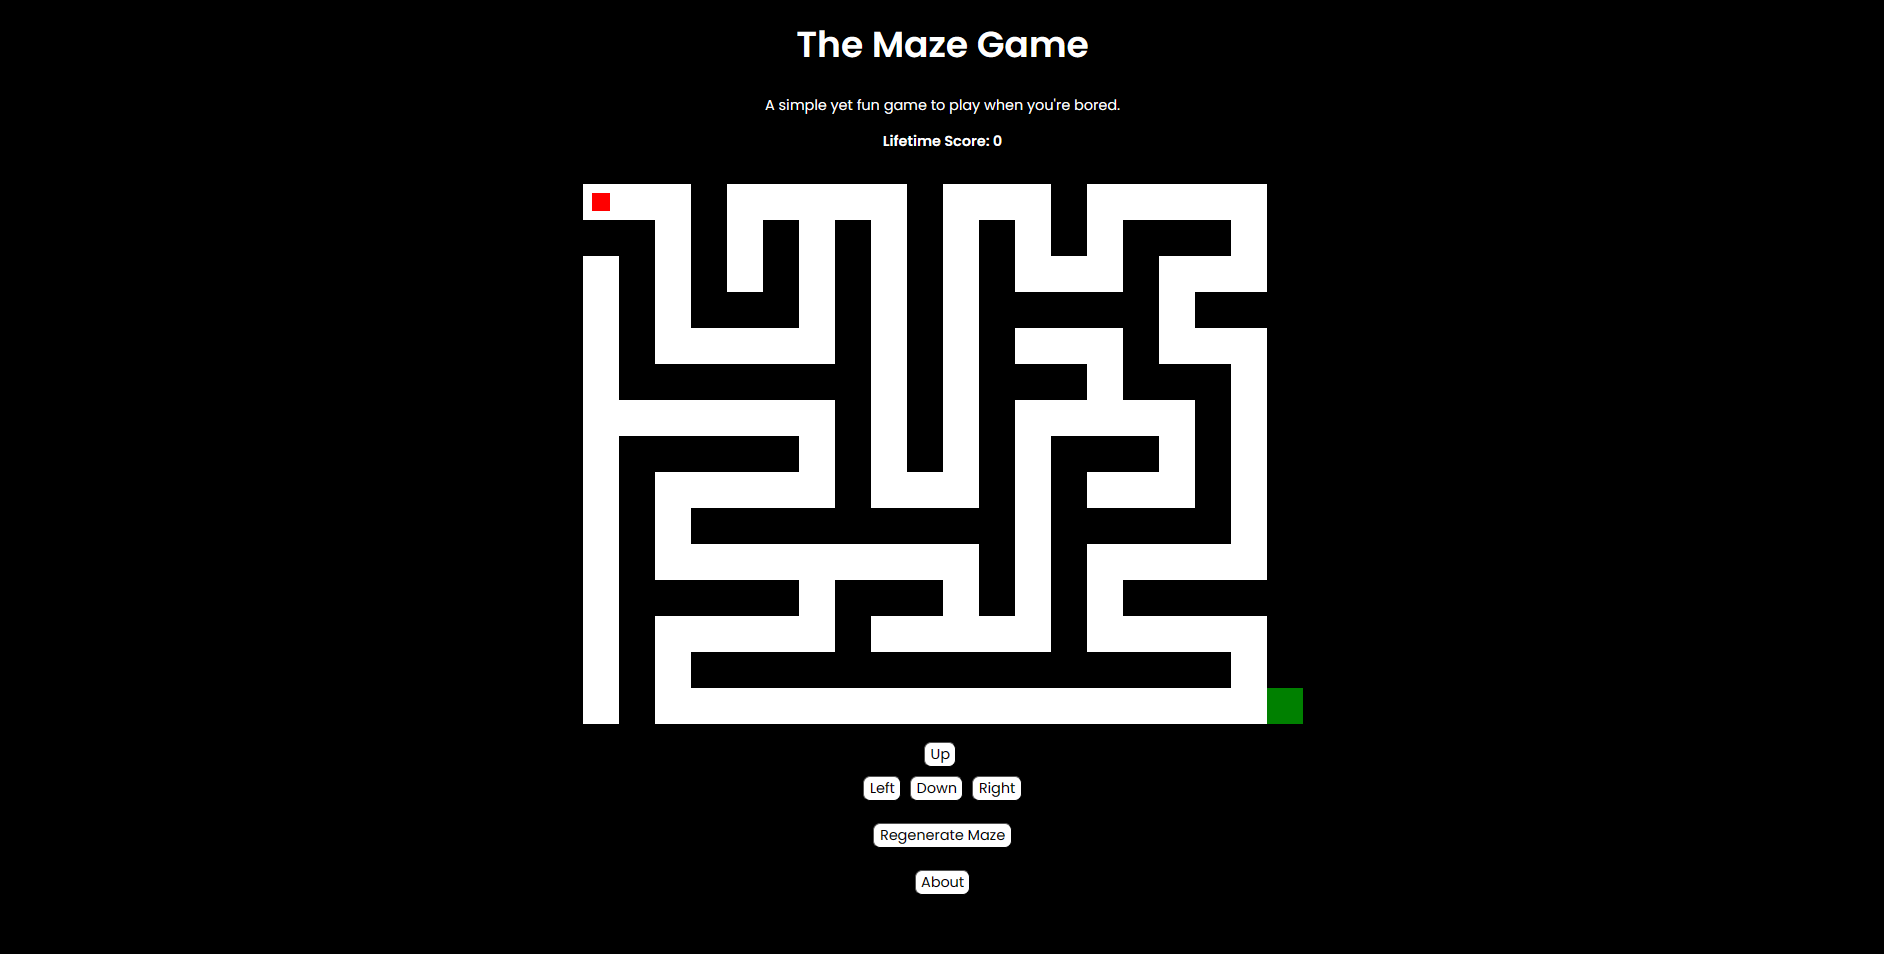 The Maze Game
A simple yet fun game to play when you're bored.
Lifetime Score: 0
Up
Left Down Right
Regenerate Maze
About